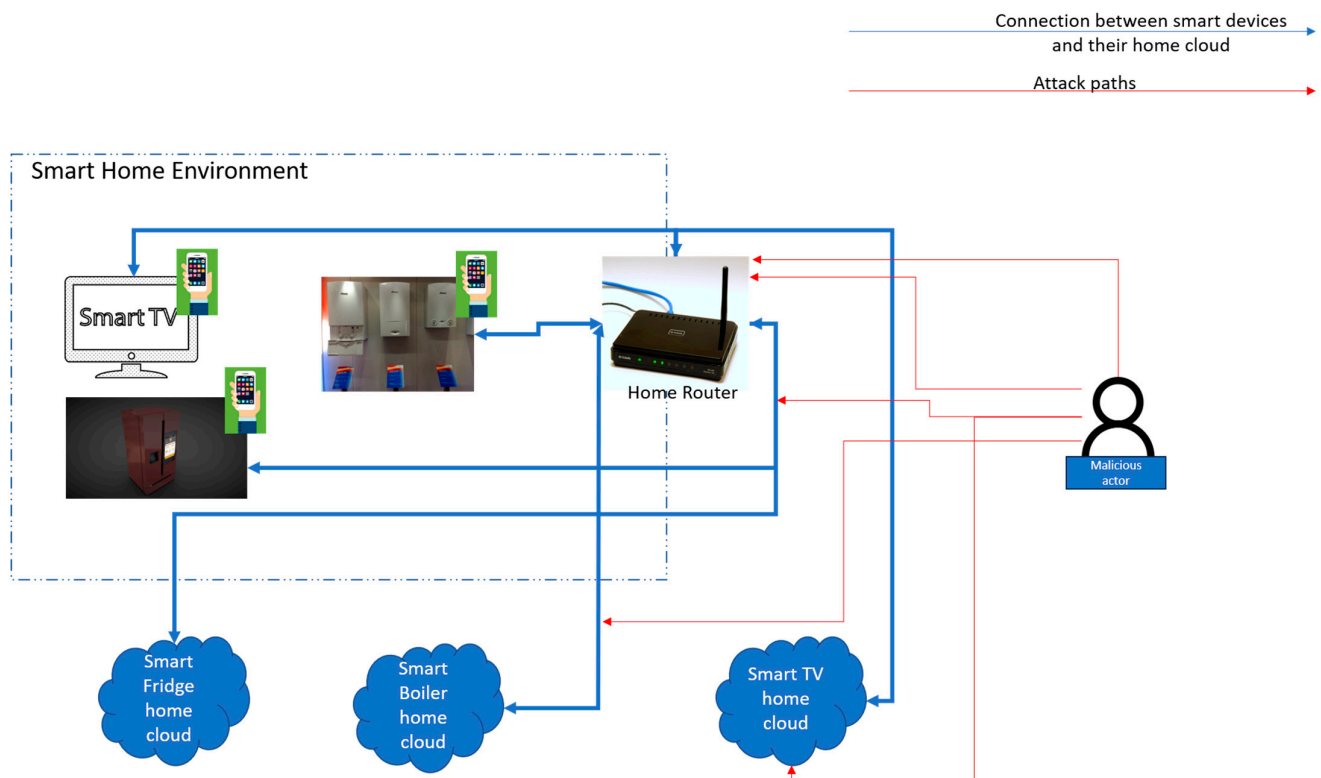 Connection between smart devices
and their home cloud
Attack paths
Smart Home Environment
Smart TV
Home Router
Malicious
actor
Smart
Fridge
home
cloud
Smart
Boiler
home
cloud
Smart TV
home
cloud